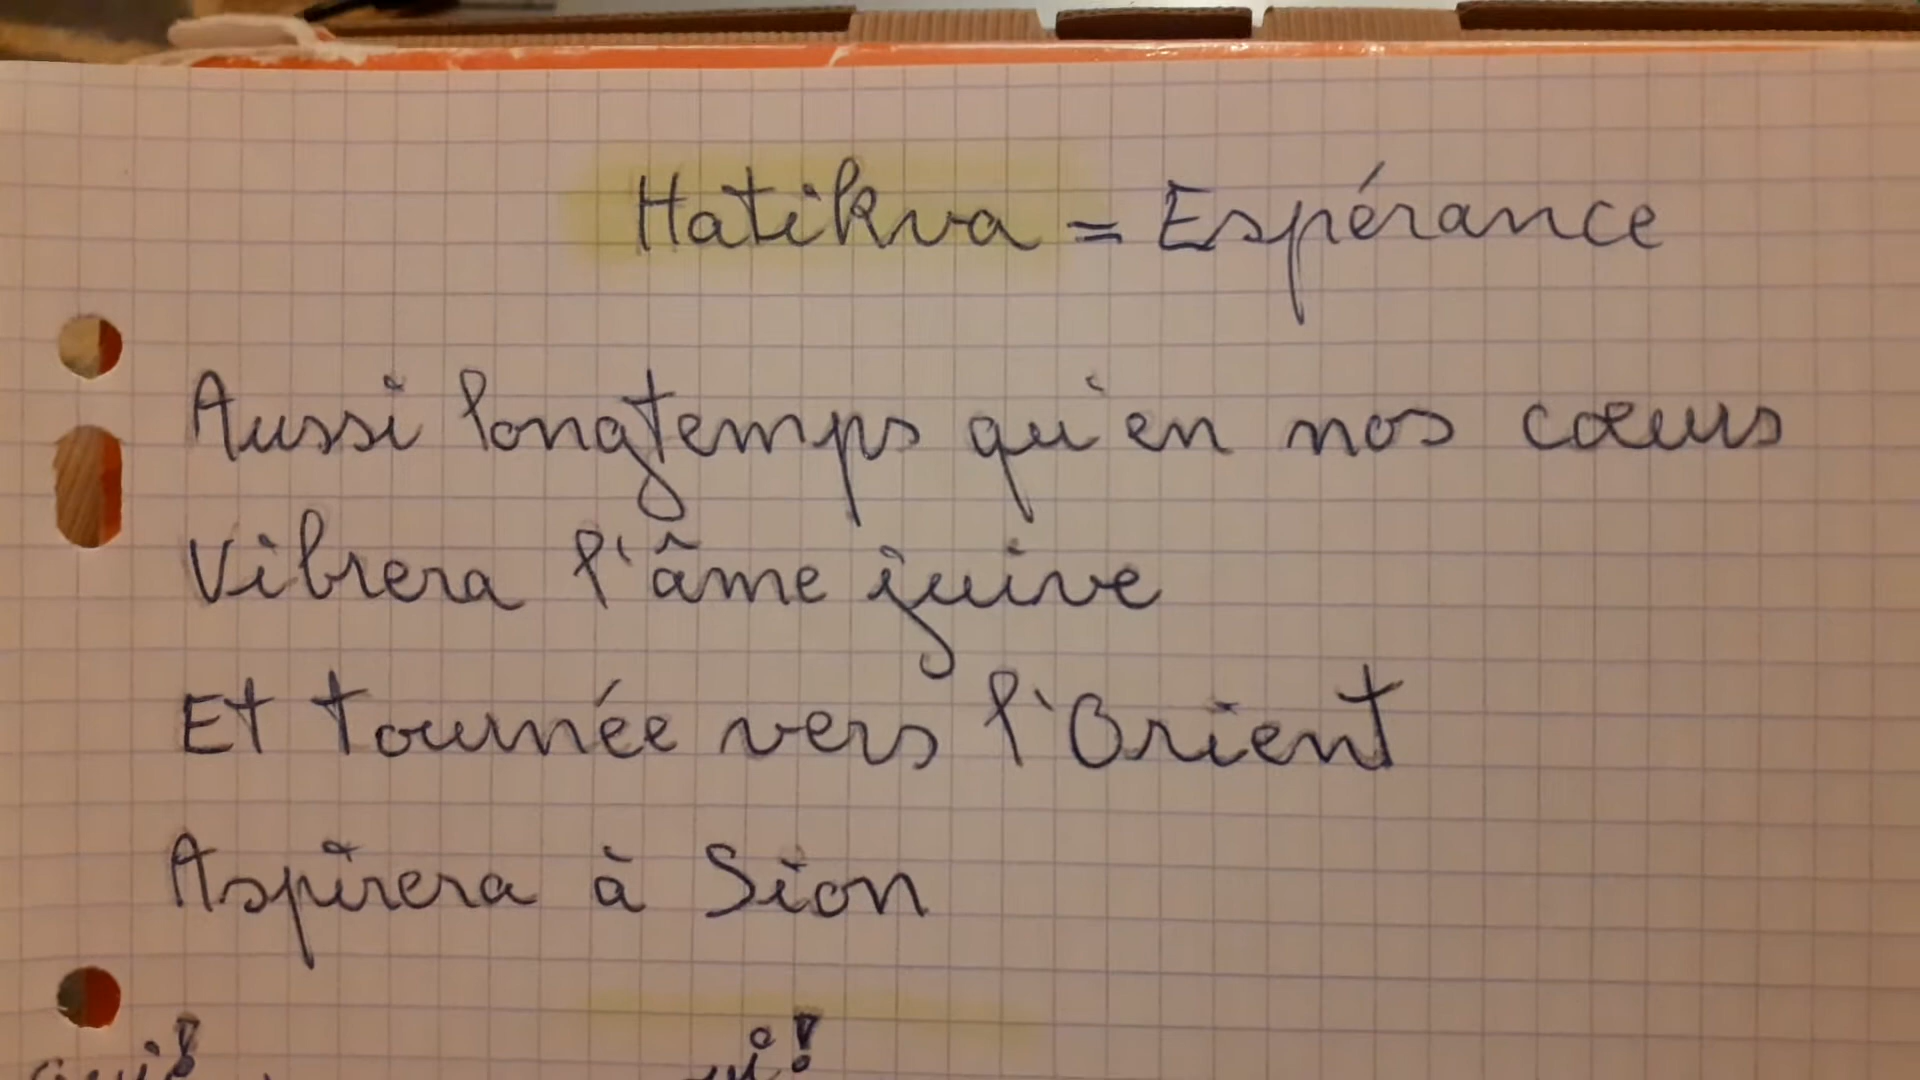 Hatikva = Espérance
Aussi longtemps qu'en nos cœurs
Vibrera l'âme juive
Et tournée vers l'Orient
Aspirera à Sion